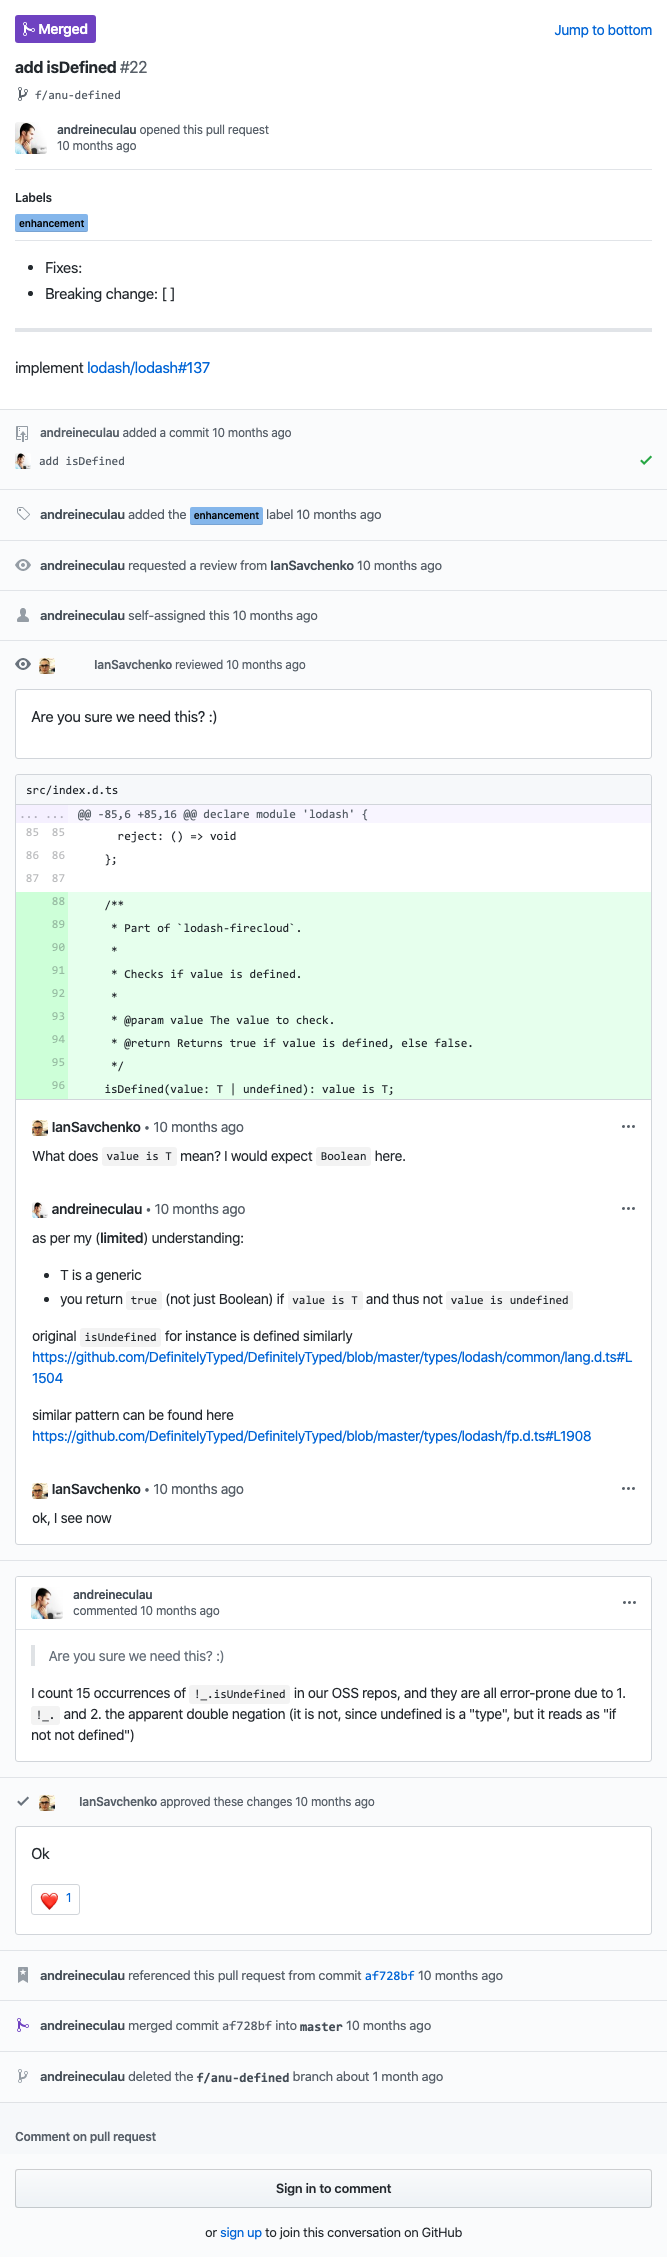 Merged
Jump to bottom
add isDefined #22
f/anu-defined
andreineculau opened this pull request
10 months ago
Labels
enhancement
• Fixes:
• Breaking change: [ ]
implement lodash/lodash#137
andreineculau added a commit 10 months ago
add isDefined
andreineculau added the enhancement label 10 months ago
andreineculau requested a review from IanSavchenko 10 months ago
andreineculau self-assigned this 10 months ago
IanSavchenko reviewed 10 months ago
Are you sure we need this? :)
src/index.d.ts
... ... @@ -85,6 +85,16 @@ declare module 'lodash' {
85 85 reject: () => void
86 86 };
87 87
88 /**
89 * Part of `lodash-firecloud`.
90 *
91 * Checks if value is defined.
92 *
93 * @param value The value to check.
94 * @return Returns true if value is defined, else false.
95 */
96 isDefined(value: T | undefined): value is T;
IanSavchenko • 10 months ago
What does value is T mean? I would expect Boolean here.
andreineculau • 10 months ago
as per my (limited) understanding:
• T is a generic
• you return true (not just Boolean) if value is T and thus not value is undefined
original isUndefined for instance is defined similarly
https://github.com/DefinitelyTyped/DefinitelyTyped/blob/master/types/lodash/common/lang.d.ts#L
1504
similar pattern can be found here
https://github.com/DefinitelyTyped/DefinitelyTyped/blob/master/types/lodash/fp.d.ts#L1908
IanSavchenko • 10 months ago
ok, I see now
andreineculau
commented 10 months ago
Are you sure we need this? :)
I count 15 occurrences of !_.isUndefined in our OSS repos, and they are all error-prone due to 1.
!_. and 2. the apparent double negation (it is not, since undefined is a "type", but it reads as "if
not not defined")
IanSavchenko approved these changes 10 months ago
Ok
❤️ 1
andreineculau referenced this pull request from commit af728bf 10 months ago
andreineculau merged commit af728bf into master 10 months ago
andreineculau deleted the f/anu-defined branch about 1 month ago
Comment on pull request
Sign in to comment
or sign up to join this conversation on GitHub